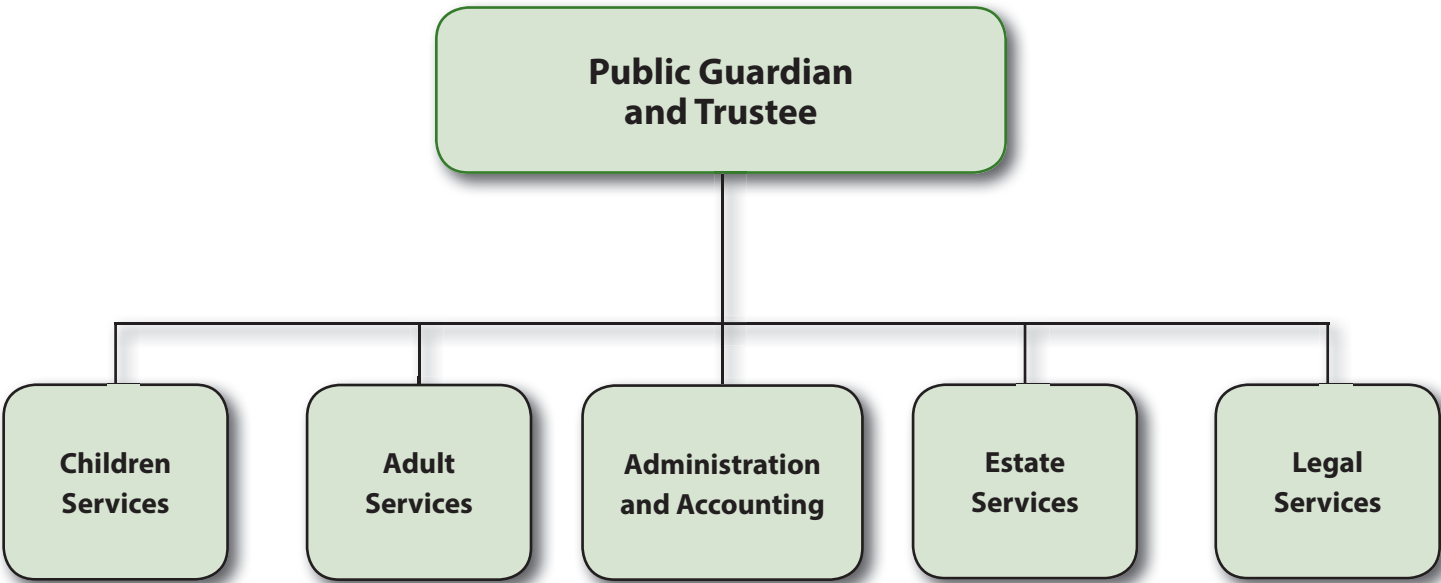 Public Guardian
and Trustee
Children
Services
Adult
Services
Administration
and Accounting
Estate
Services
Legal
Services